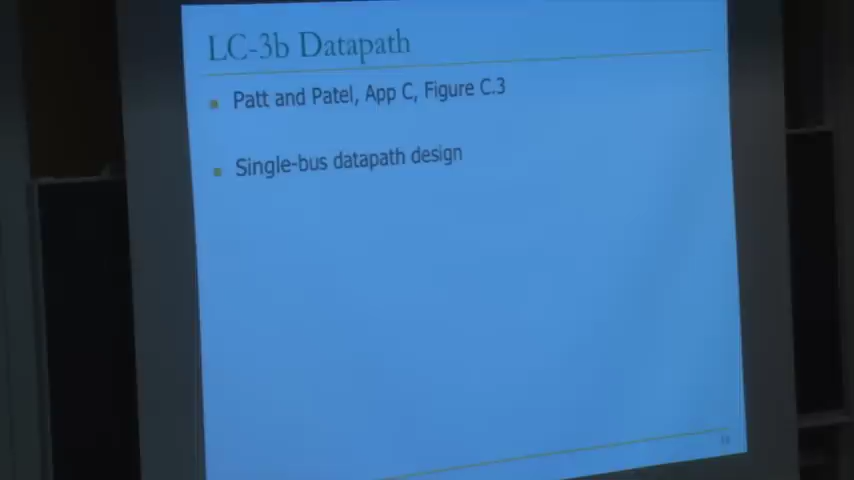 LC-3b Datapath
Patt and Patel, App C, Figure C.3
Single-bus datapath design